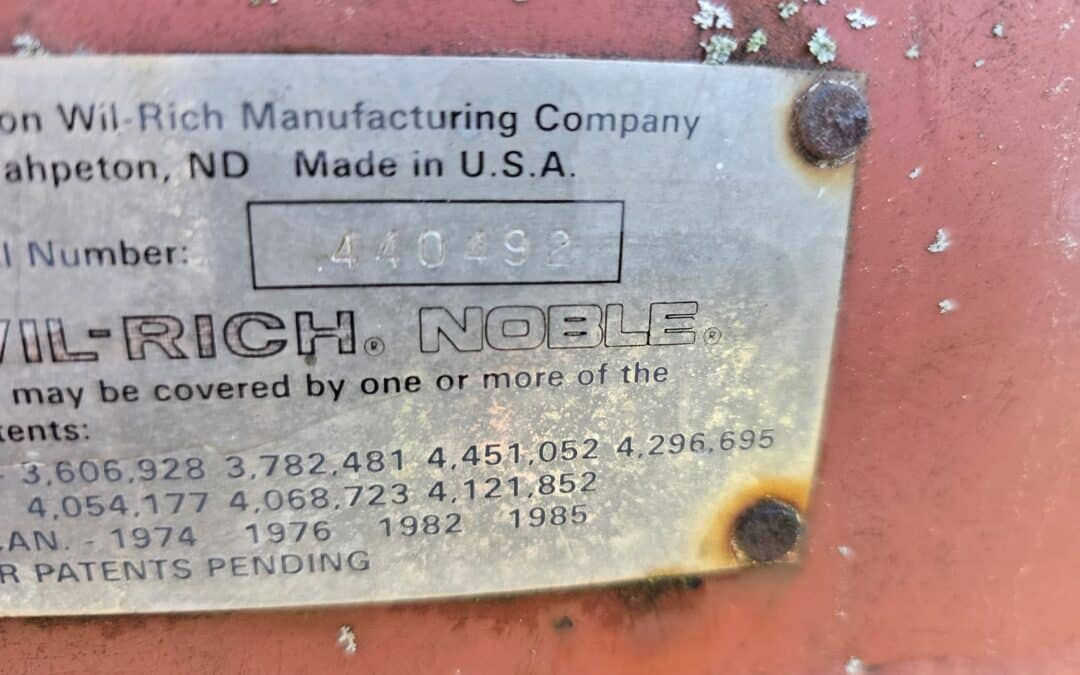 on Wil-Rich Manufacturing Company
ahpeton, ND Made in U.S.A.
l Number: 440492
WIL-RICH® NOBLE®
may be covered by one or more of the
tents:
3,606,928 3,782,481 4,451,052 4,296,695
4,054,177 4,068,723 4,121,852
AN. - 1974 1976 1982 1985
R PATENTS PENDING